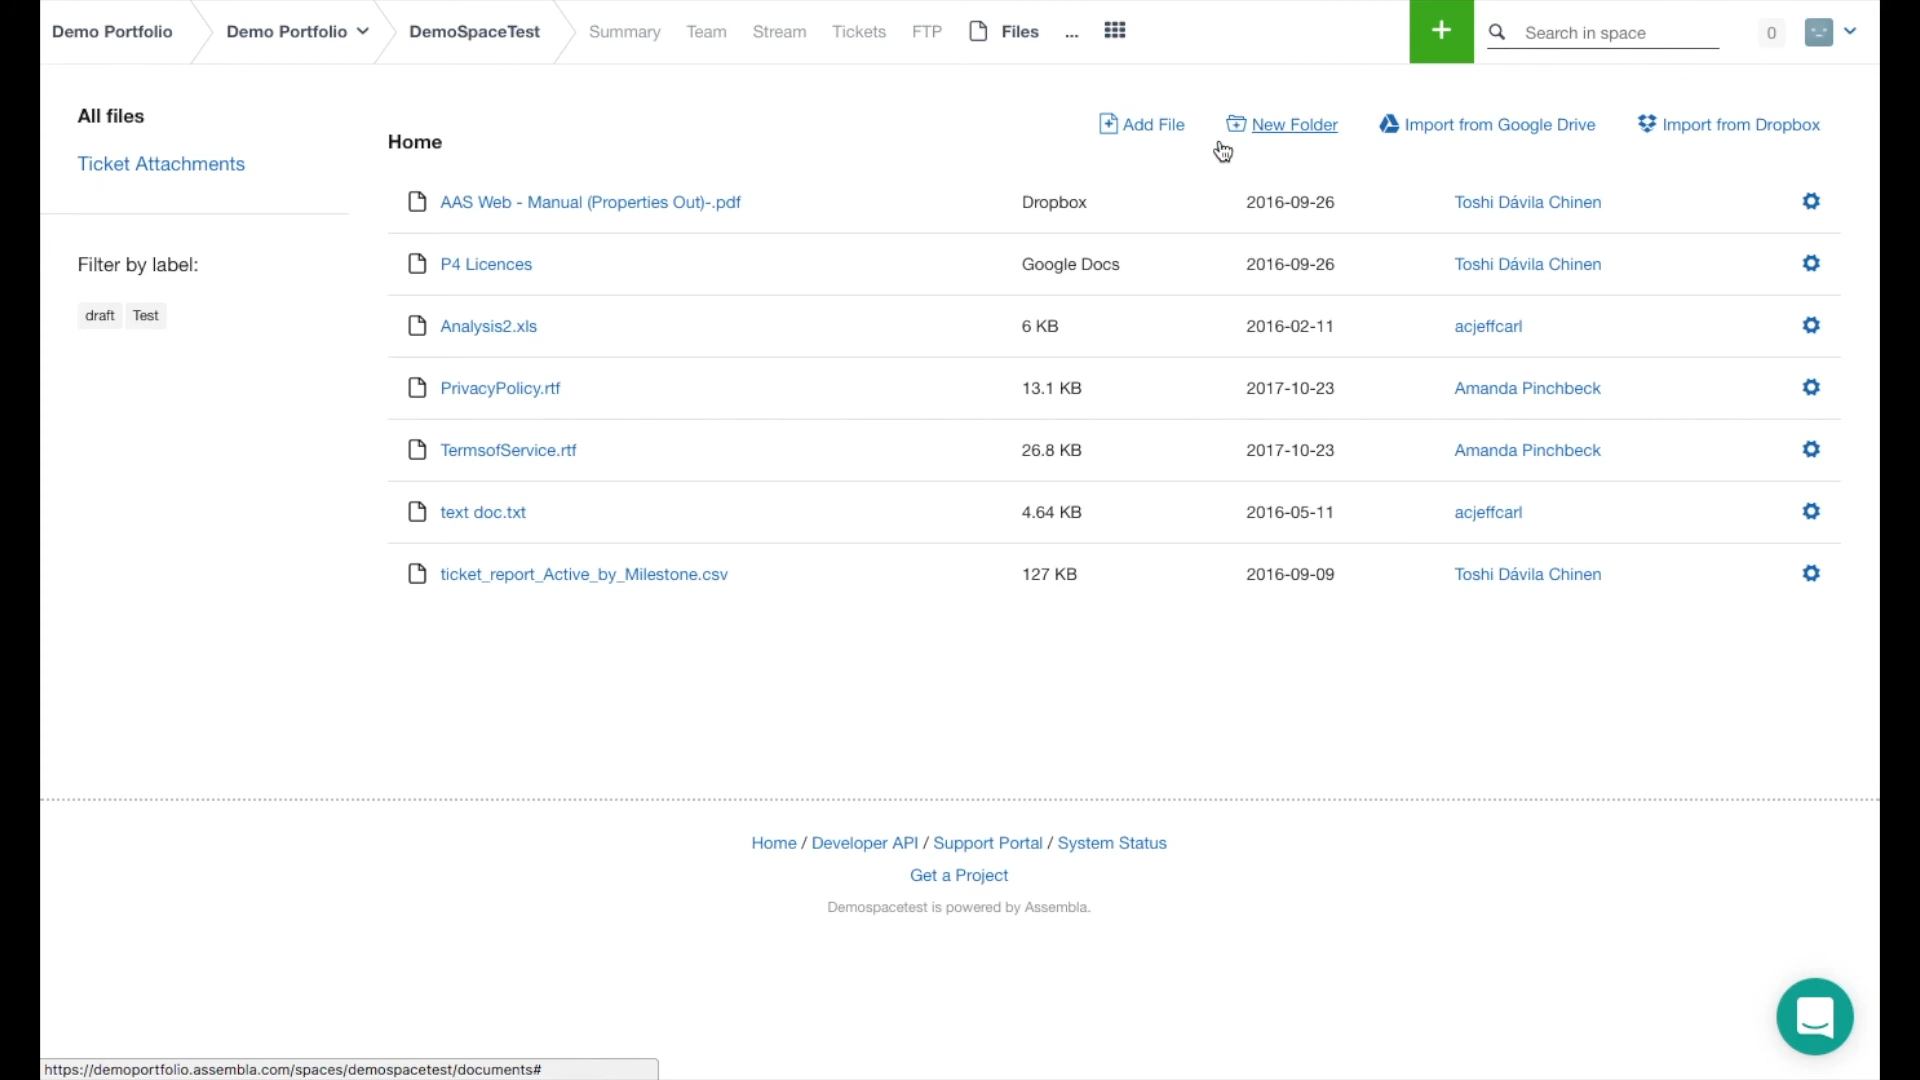 Demo Portfolio Demo Portfolio DemoSpaceTest Summary Team Stream Tickets FTP Files ... + Search in space 0
All files
Ticket Attachments
Filter by label:
draft Test
Add File New Folder Import from Google Drive Import from Dropbox
Home
AAS Web - Manual (Properties Out)-.pdf Dropbox 2016-09-26 Toshi Dávila Chinen
P4 Licences Google Docs 2016-09-26 Toshi Dávila Chinen
Analysis2.xls 6 KB 2016-02-11 acjeffcarl
PrivacyPolicy.rtf 13.1 KB 2017-10-23 Amanda Pinchbeck
TermsofService.rtf 26.8 KB 2017-10-23 Amanda Pinchbeck
text doc.txt 4.64 KB 2016-05-11 acjeffcarl
ticket_report_Active_by_Milestone.csv 127 KB 2016-09-09 Toshi Dávila Chinen
Home / Developer API / Support Portal / System Status
Get a Project
Demospacetest is powered by Assembla.
https://demoportfolio.assembla.com/spaces/demospacetest/documents#